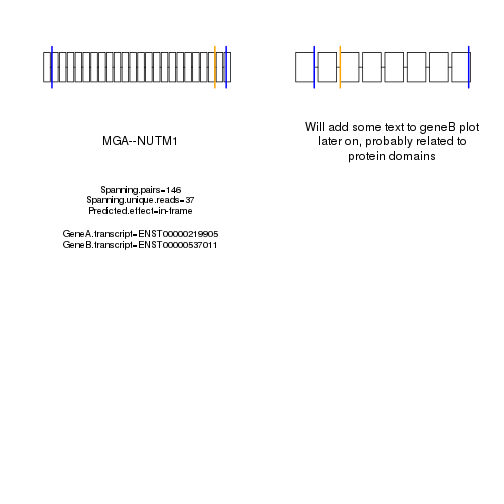 MGA--NUTM1
Spanning.pairs=146
Spanning.unique.reads=37
Predicted.effect=in-frame
GeneA.transcript=ENST00000219905
GeneB.transcript=ENST00000537011
Will add some text to geneB plot
later on, probably related to
protein domains